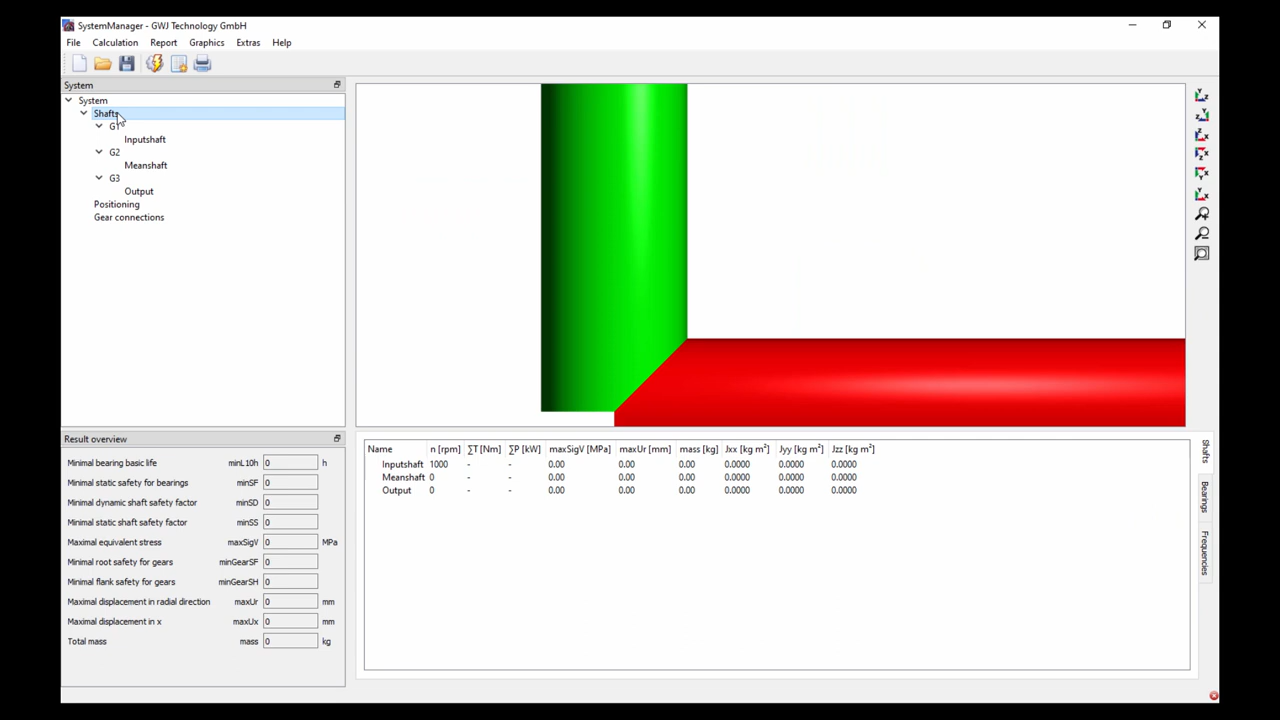 SystemManager - GWJ Technology GmbH
File Calculation Report Graphics Extras Help
System
System
Shafts
G1
Inputshaft
G2
Meanshaft
G3
Output
Positioning
Gear connections
Result overview
Minimal bearing basic life minL10h 0 h
Minimal static safety for bearings minSF 0
Minimal dynamic shaft safety factor minSD 0
Minimal static shaft safety factor minSS 0
Maximal equivalent stress maxSigV 0 MPa
Minimal root safety for gears minGearSF 0
Minimal flank safety for gears minGearSH 0
Maximal displacement in radial direction maxUr 0 mm
Maximal displacement in x maxUx 0 mm
Total mass mass 0 kg
Name n [rpm] ∑T [Nm] ∑P [kW] maxSigV [MPa] maxUr [mm] mass [kg] Jxx [kg m²] Jyy [kg m²] Jzz [kg m²]
Inputshaft 1000 - - 0.00 0.00 0.00 0.0000 0.0000 0.0000
Meanshaft 0 - - 0.00 0.00 0.00 0.0000 0.0000 0.0000
Output 0 - - 0.00 0.00 0.00 0.0000 0.0000 0.0000
Shafts
Bearings
Frequencies